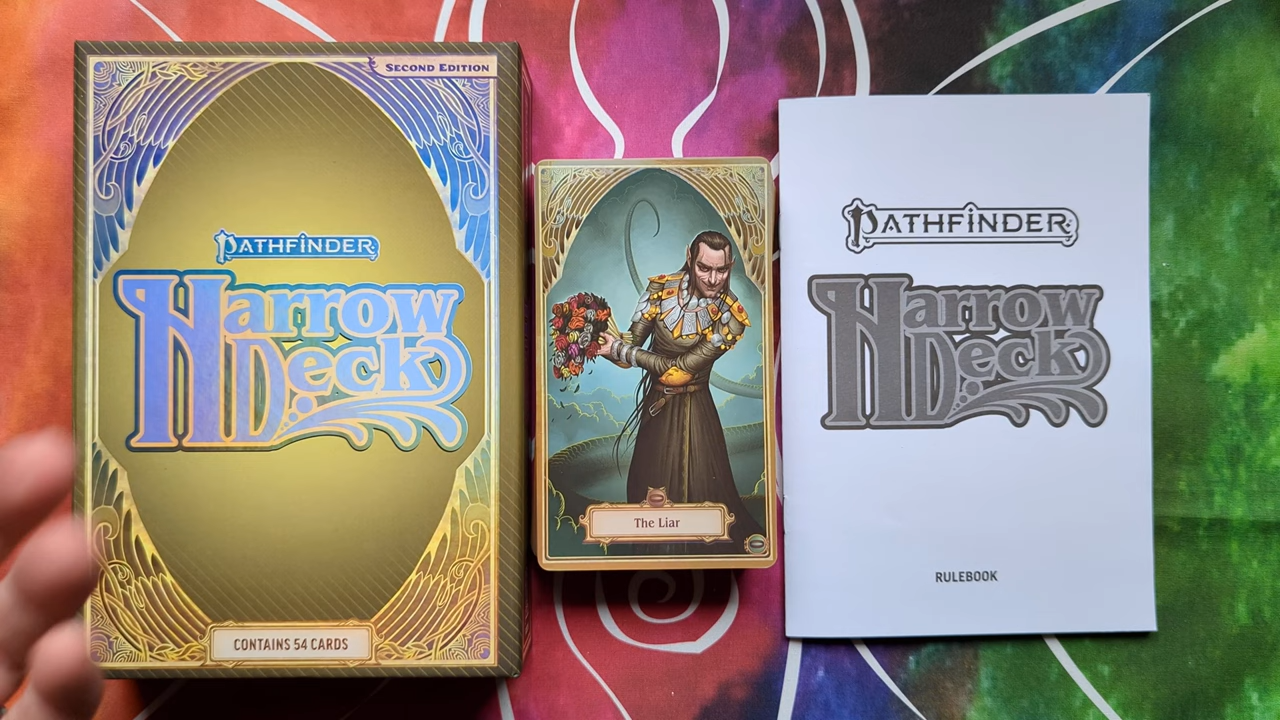 SECOND EDITION
PATHFINDER
Harrow
Deck
CONTAINS 54 CARDS
The Liar
PATHFINDER
Harrow
Deck
RULEBOOK